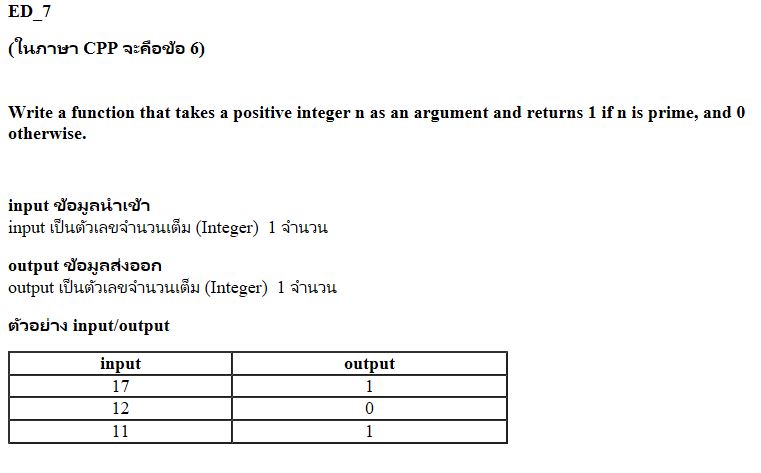 ED_7
(ในภาษา CPP จะคือข้อ 6)
Write a function that takes a positive integer n as an argument and returns 1 if n is prime, and 0
otherwise.
input ข้อมูลนำเข้า
input เป็นตัวเลขจำนวนเต็ม (Integer) 1 จำนวน
output ข้อมูลส่งออก
output เป็นตัวเลขจำนวนเต็ม (Integer) 1 จำนวน
ตัวอย่าง input/output
input output
17 1
12 0
11 1